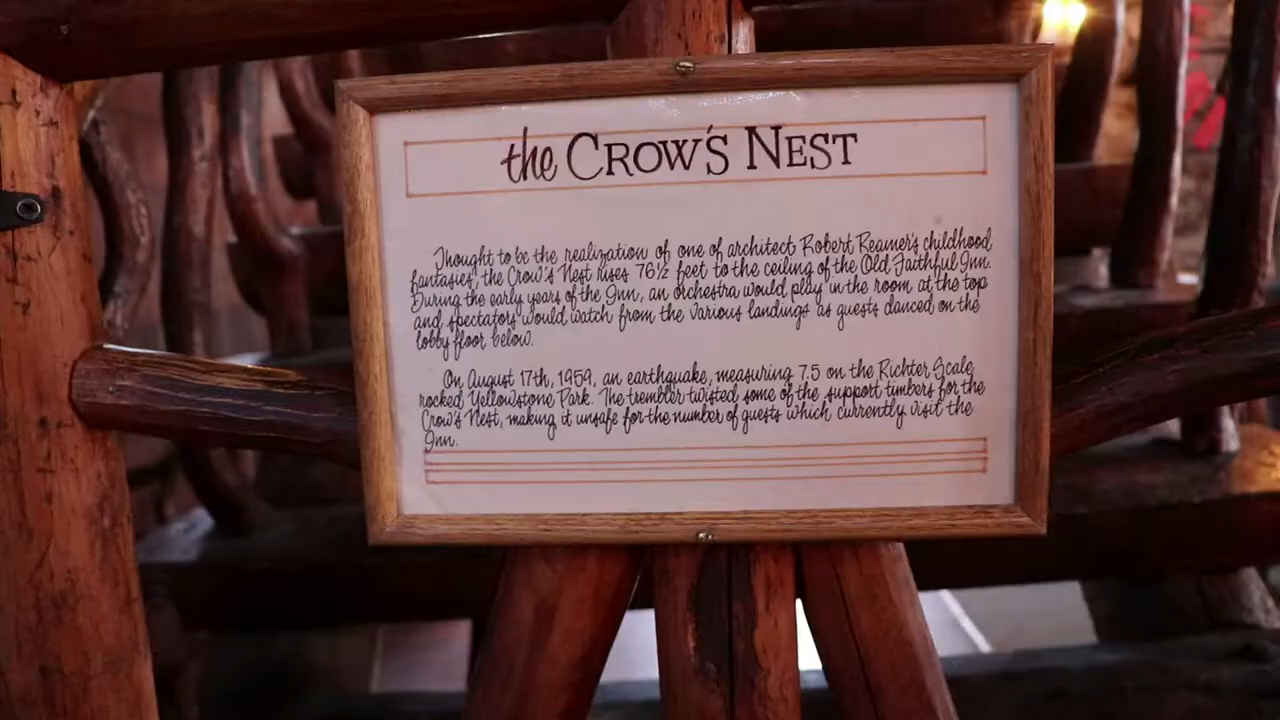 the CROW'S NEST
Thought to be the realization of one of architect Robert Reamer's childhood
fantasies, the Crow's Nest rises 76½ feet to the ceiling of the Old Faithful Inn.
During the early years of the Inn, an orchestra would play in the room at the top
and spectators would watch from the various landings as guests danced on the
lobby floor below.
On August 17th, 1959, an earthquake, measuring 7.5 on the Richter Scale,
rocked Yellowstone Park. The trembler twisted some of the support timbers for the
Crow's Nest, making it unsafe for the number of guests which currently visit the
Inn.